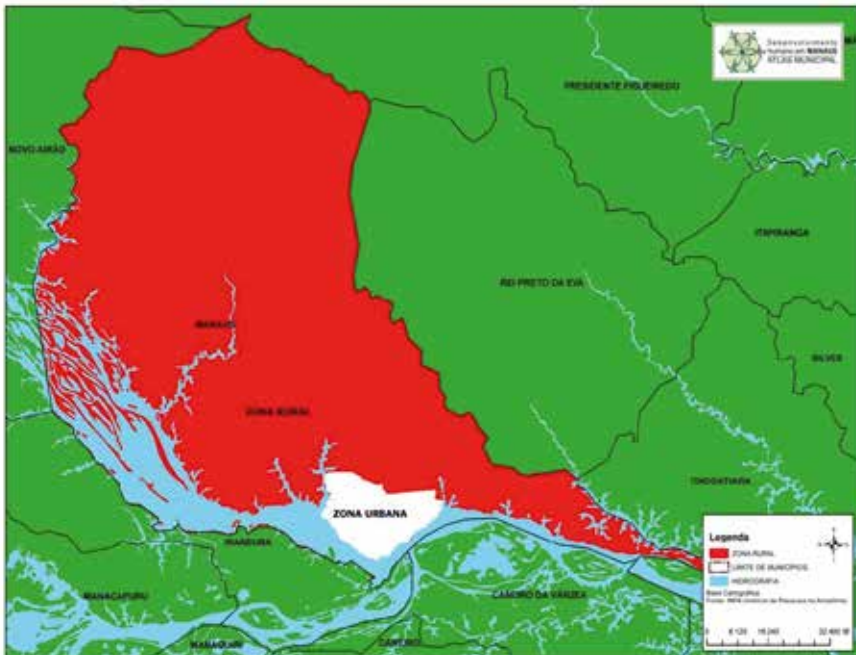 Desenvolvimento
humano em MANAUS
ATLAS MUNICIPAL
PRESIDENTE FIGUEIREDO
NOVO AIRÃO
ITAPIRANGA
RIO PRETO DA EVA
MANAUS
SILVES
ZONA RURAL
ITACOATIARA
ZONA URBANA
IRANDUBA
MANACAPURU
CAREIRO DA VÁRZEA
MANAQUIRI
CAREIRO
Legenda
ZONA RURAL
LIMITE DE MUNICÍPIOS
HIDROGRAFIA
Base Cartográfica
0